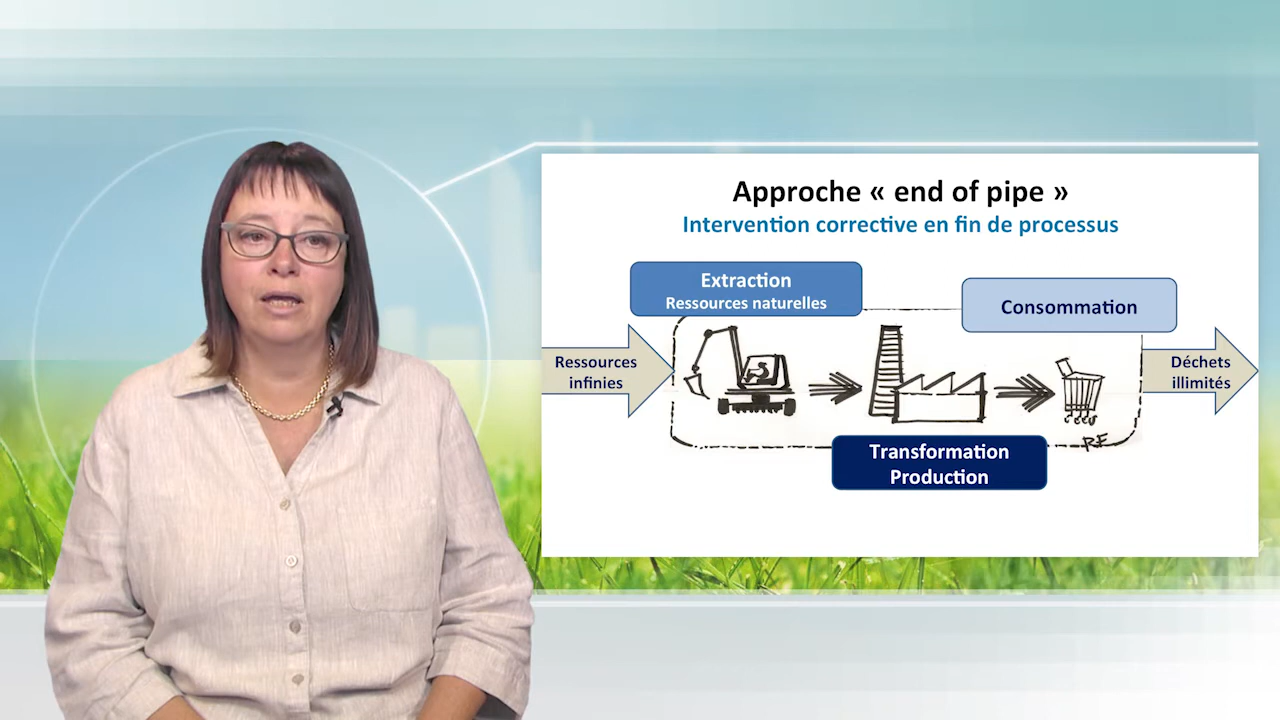 Approche « end of pipe »
Intervention corrective en fin de processus
Extraction
Ressources naturelles
Consommation
Ressources
infinies
Déchets
illimités
RF
Transformation
Production